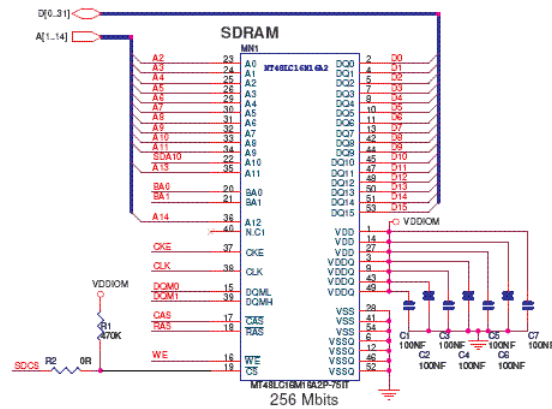 D[0..31]
A[1..14]
SDRAM
MN1
MT48LC16M16A2
A2 23 A0 DQ0 2 D0
A3 24 A1 DQ1 4 D1
A4 25 A2 DQ2 5 D2
A5 26 A3 DQ3 7 D3
A6 29 A4 DQ4 8 D4
A7 30 A5 DQ5 10 D5
A8 31 A6 DQ6 11 D6
A9 32 A7 DQ7 13 D7
A10 33 A8 DQ8 42 D8
A11 34 A9 DQ9 44 D9
SDA10 22 A10 DQ10 45 D10
A13 35 A11 DQ11 47 D11
DQ12 48 D12
BA0 20 BA0 DQ13 50 D13
BA1 21 BA1 DQ14 51 D14
DQ15 53 D15
A14 36 A12
40 N.C1
VDDIOM
VDD 1
VDD 14
VDD 27
CKE 37 CKE
VDDQ 3
CLK 38 CLK
VDDQ 9
VDDQ 43
VDDQ 49
DQM0 15 DQML
DQM1 39 DQMH
VSS 28
VSS 41
VSS 54
CAS 17 CAS
RAS 18 RAS
VSSQ 6
VSSQ 12
VSSQ 46
VSSQ 52
WE 16 WE
19 CS
VDDIOM
R1
470K
SDCS R2 0R
C1 C3 C5 C7
100NF 100NF 100NF 100NF
C2 C4 C6
100NF 100NF 100NF
MT48LC16M16A2P-75IT
256 Mbits